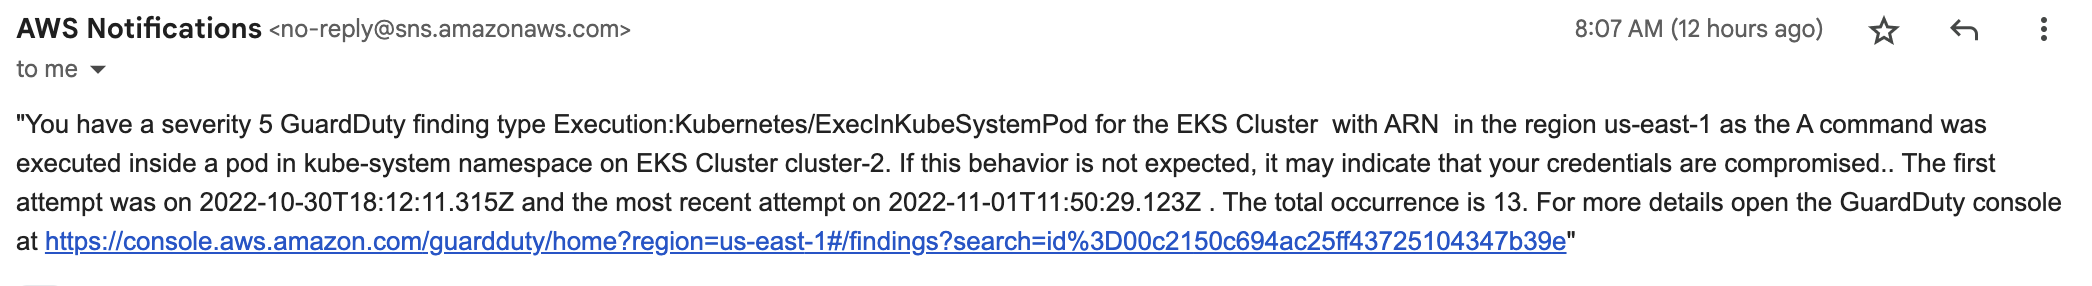 AWS Notifications <no-reply@sns.amazonaws.com> 8:07 AM (12 hours ago)
to me
"You have a severity 5 GuardDuty finding type Execution:Kubernetes/ExecInKubeSystemPod for the EKS Cluster  with ARN  in the region us-east-1 as the A command was
executed inside a pod in kube-system namespace on EKS Cluster cluster-2. If this behavior is not expected, it may indicate that your credentials are compromised.. The first
attempt was on 2022-10-30T18:12:11.315Z and the most recent attempt on 2022-11-01T11:50:29.123Z . The total occurrence is 13. For more details open the GuardDuty console
at https://console.aws.amazon.com/guardduty/home?region=us-east-1#/findings?search=id%3D00c2150c694ac25ff43725104347b39e"